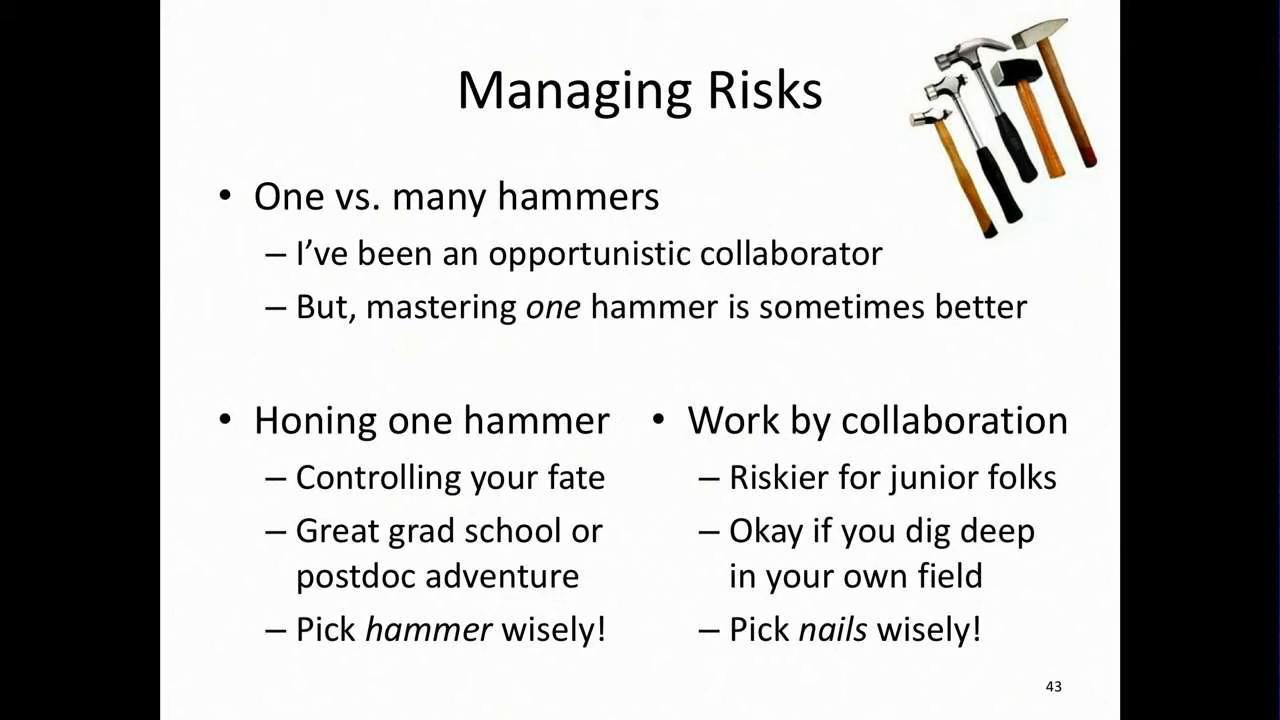 Managing Risks
• One vs. many hammers
– I’ve been an opportunistic collaborator
– But, mastering one hammer is sometimes better
• Honing one hammer
– Controlling your fate
– Great grad school or
postdoc adventure
– Pick hammer wisely!
• Work by collaboration
– Riskier for junior folks
– Okay if you dig deep
in your own field
– Pick nails wisely!
43